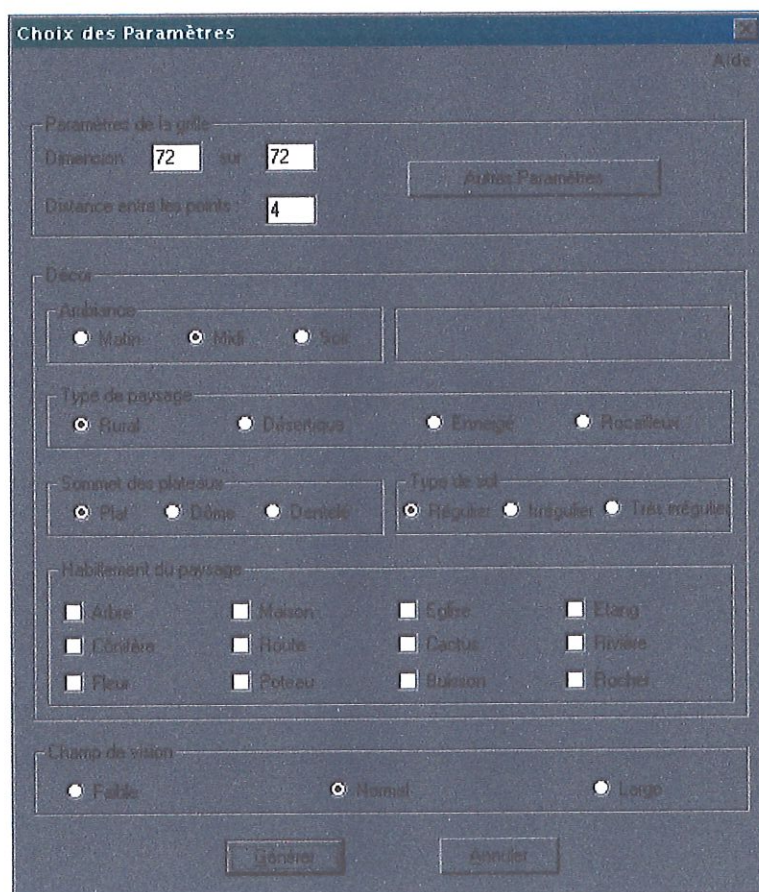 Choix des Paramètres
Aide
Paramètres de la grille
Dimension 72 sur 72
Autres Paramètres
Distance entre les points : 4
Décor
Ambiance
Matin Midi Soir
Type de paysage
Rural Désertique Enneigé Rocailleux
Sommet des plateaux
Plat Dôme Dentelé
Type de sol
Régulier Irrégulier Très irrégulier
Habillement du paysage
Arbre Maison Eglise Etang
Cônifère Route Cactus Rivière
Fleur Poteau Buisson Rocher
Champ de vision
Faible Normal Large
Générer Annuler